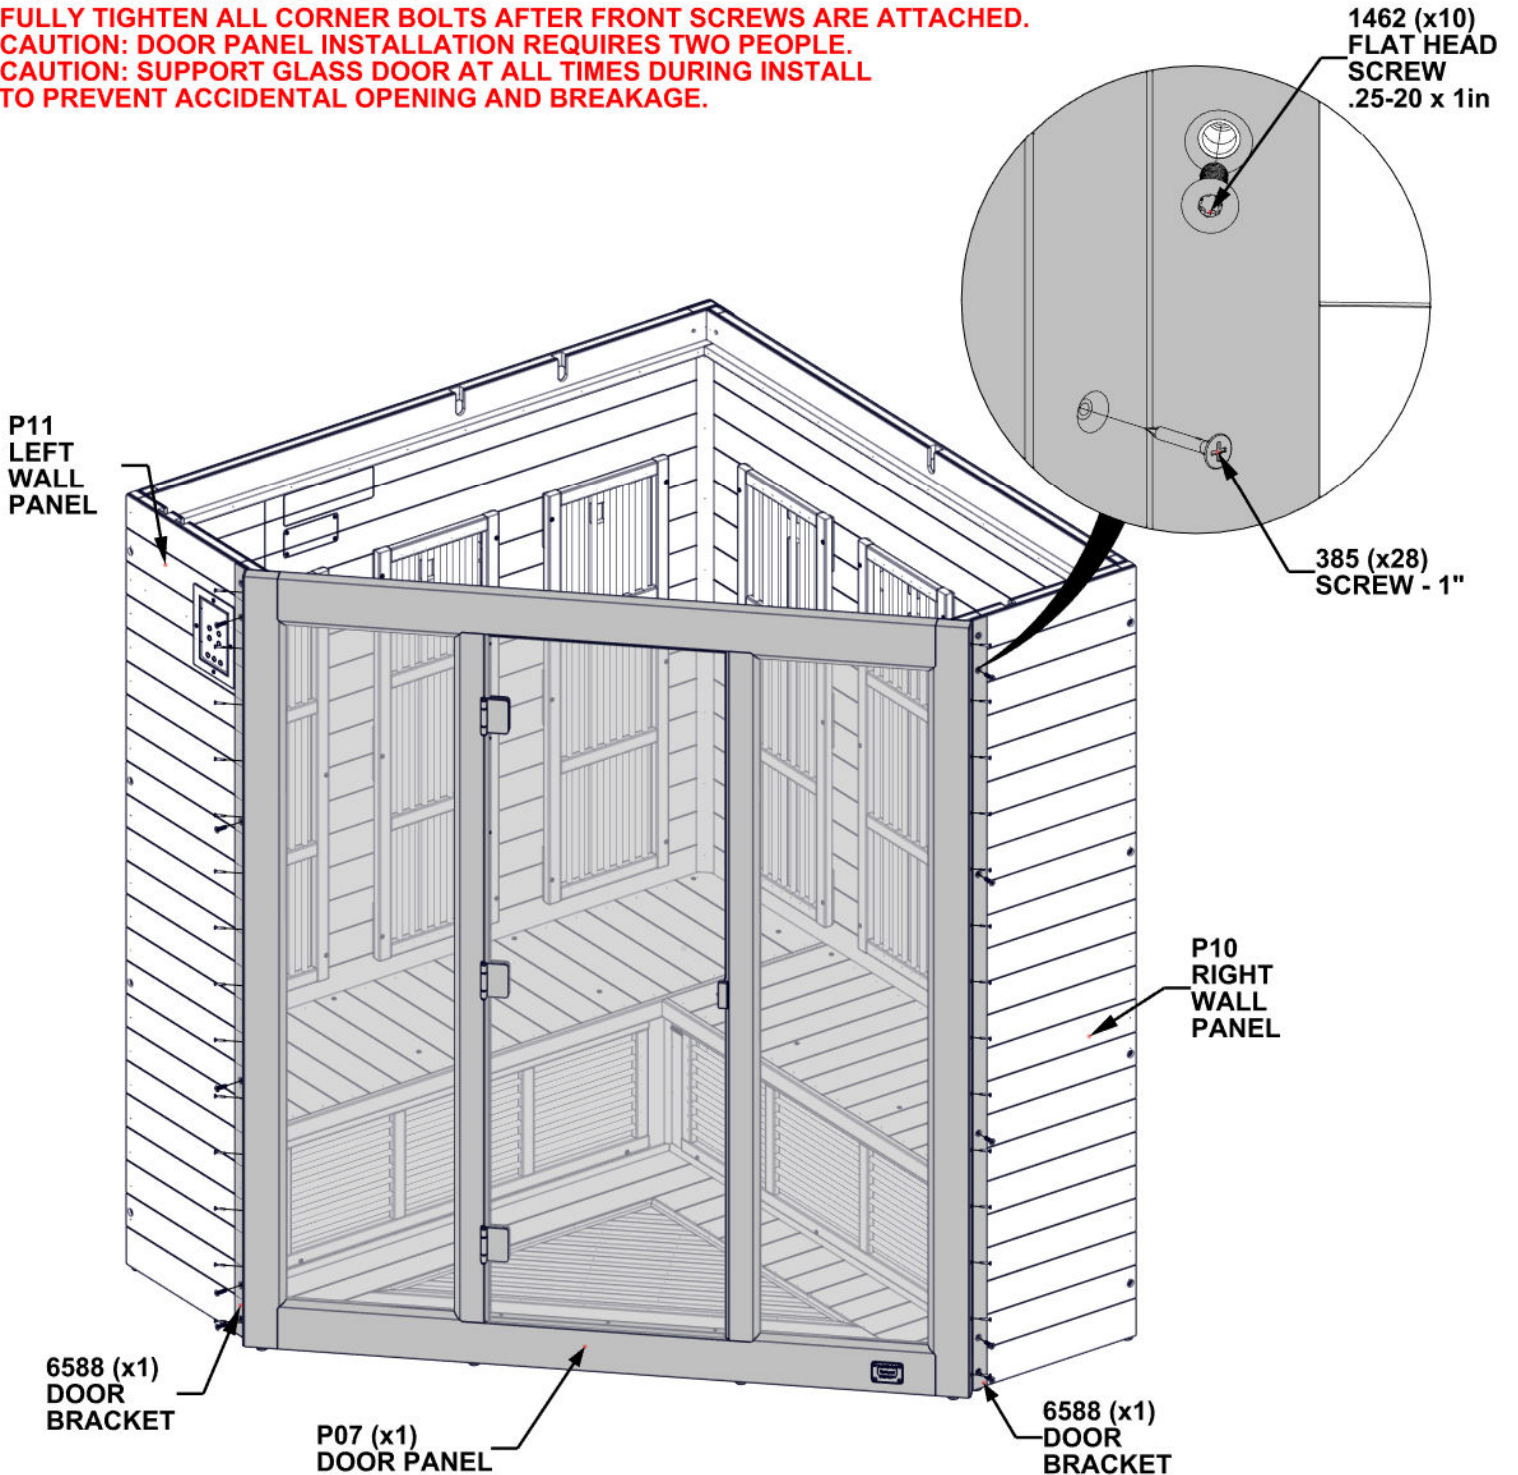 FULLY TIGHTEN ALL CORNER BOLTS AFTER FRONT SCREWS ARE ATTACHED.
CAUTION: DOOR PANEL INSTALLATION REQUIRES TWO PEOPLE.
CAUTION: SUPPORT GLASS DOOR AT ALL TIMES DURING INSTALL
TO PREVENT ACCIDENTAL OPENING AND BREAKAGE.
1462 (x10)
FLAT HEAD
SCREW
.25-20 x 1in
385 (x28)
SCREW - 1"
P11
LEFT
WALL
PANEL
P10
RIGHT
WALL
PANEL
6588 (x1)
DOOR
BRACKET
P07 (x1)
DOOR PANEL
6588 (x1)
DOOR
BRACKET